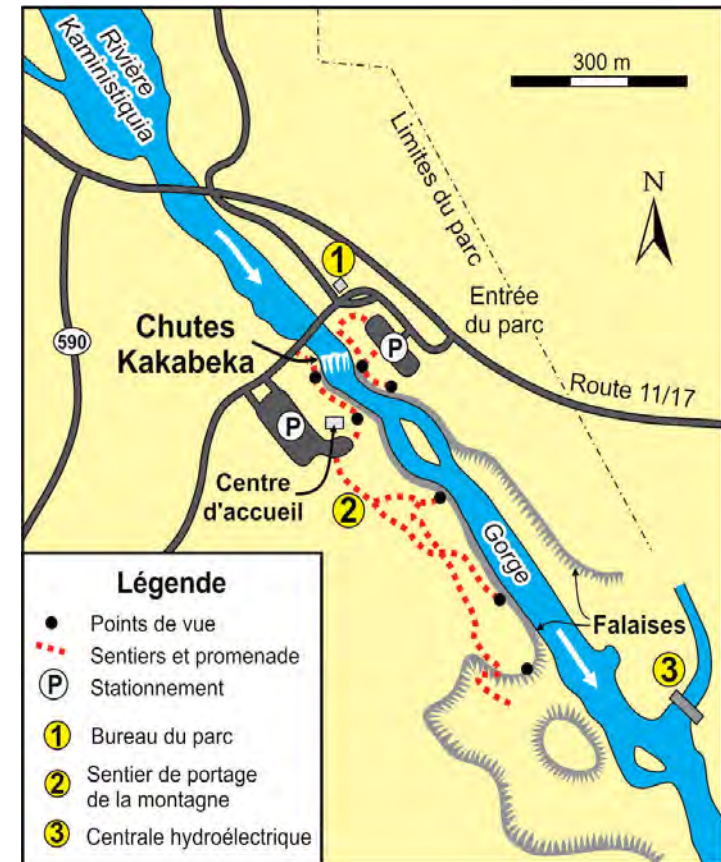 Rivière
Kaministiquia
300 m
Limites du parc
N
1
Entrée
du parc
590
Chutes
Kakabeka
P
Route 11/17
P
Centre
d'accueil
2
Gorge
Falaises
3
Légende
Points de vue
Sentiers et promenade
P Stationnement
1 Bureau du parc
2 Sentier de portage
de la montagne
3 Centrale hydroélectrique